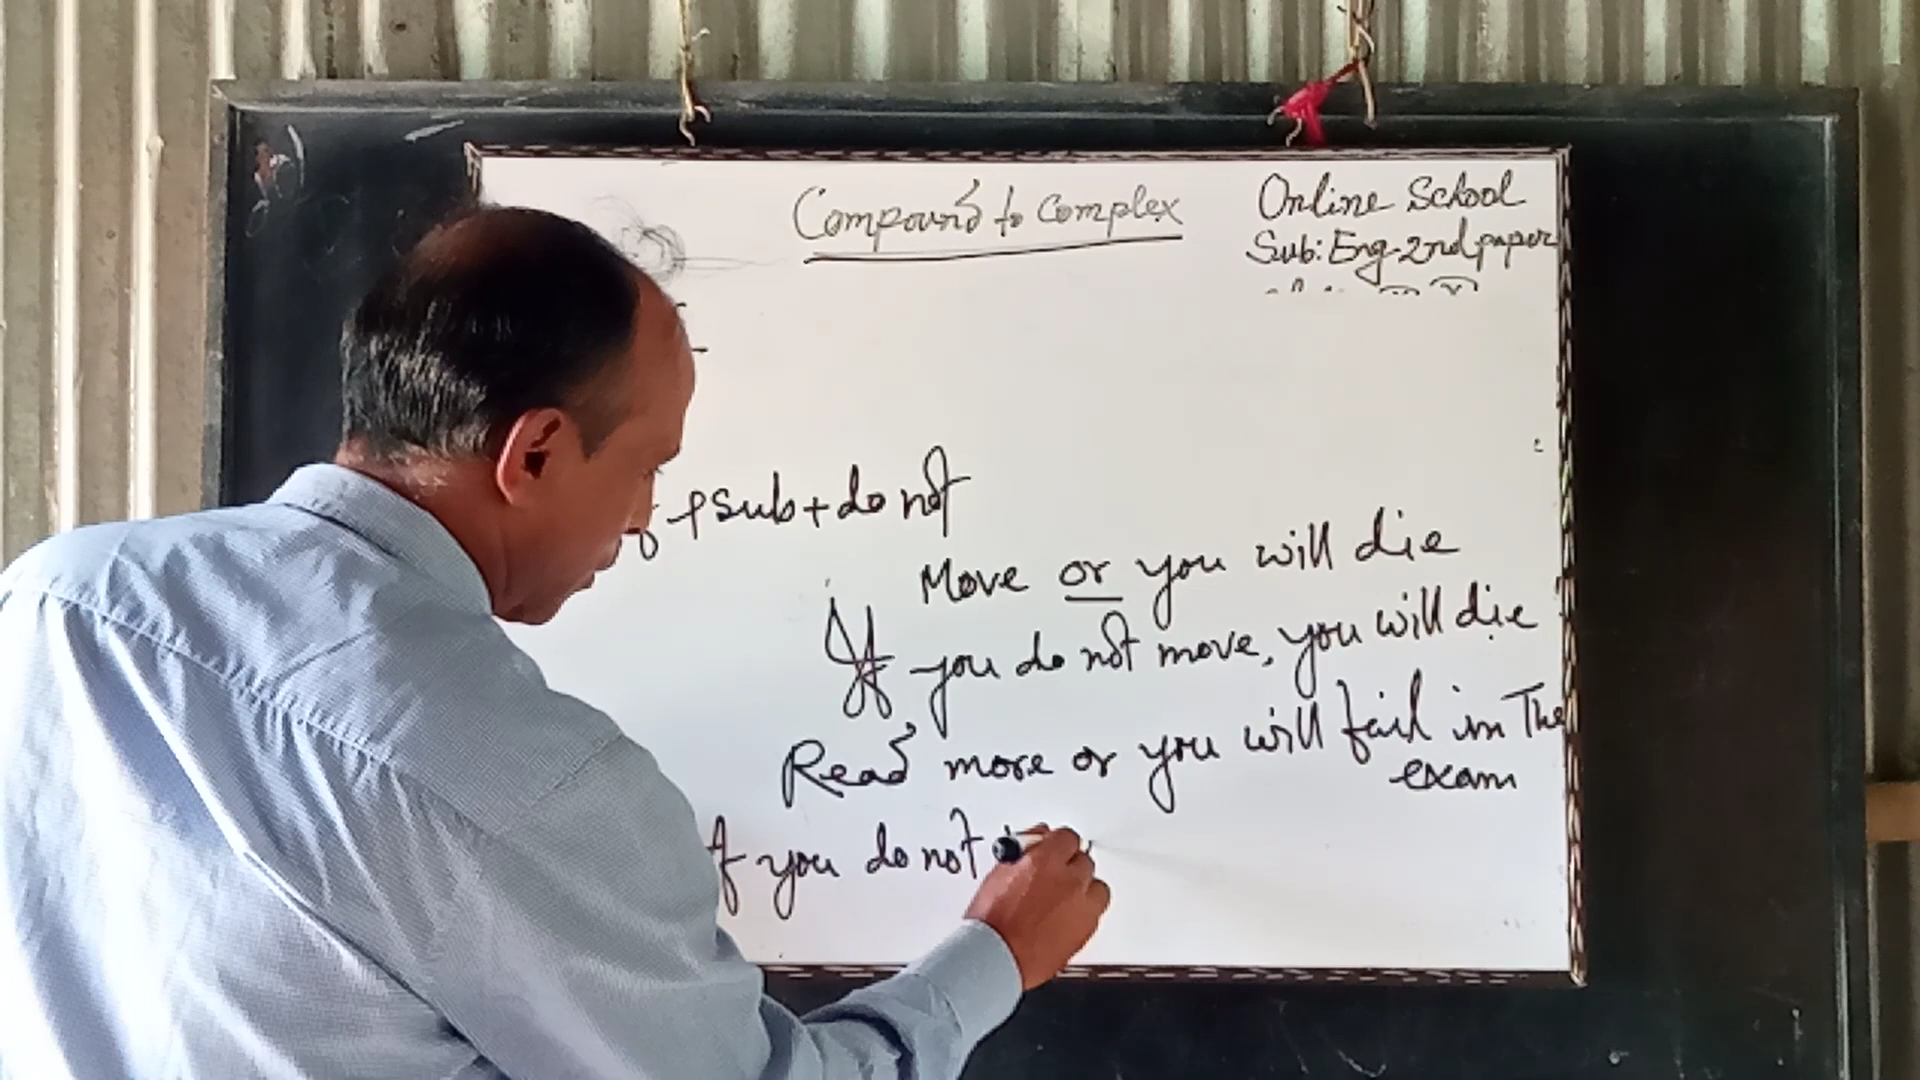 Compound to Complex
Online School
Sub: Eng-2nd paper
+ Sub + do not
Move or you will die
If you do not move, you will die
Read more or you will fail in The
exam
If you do not